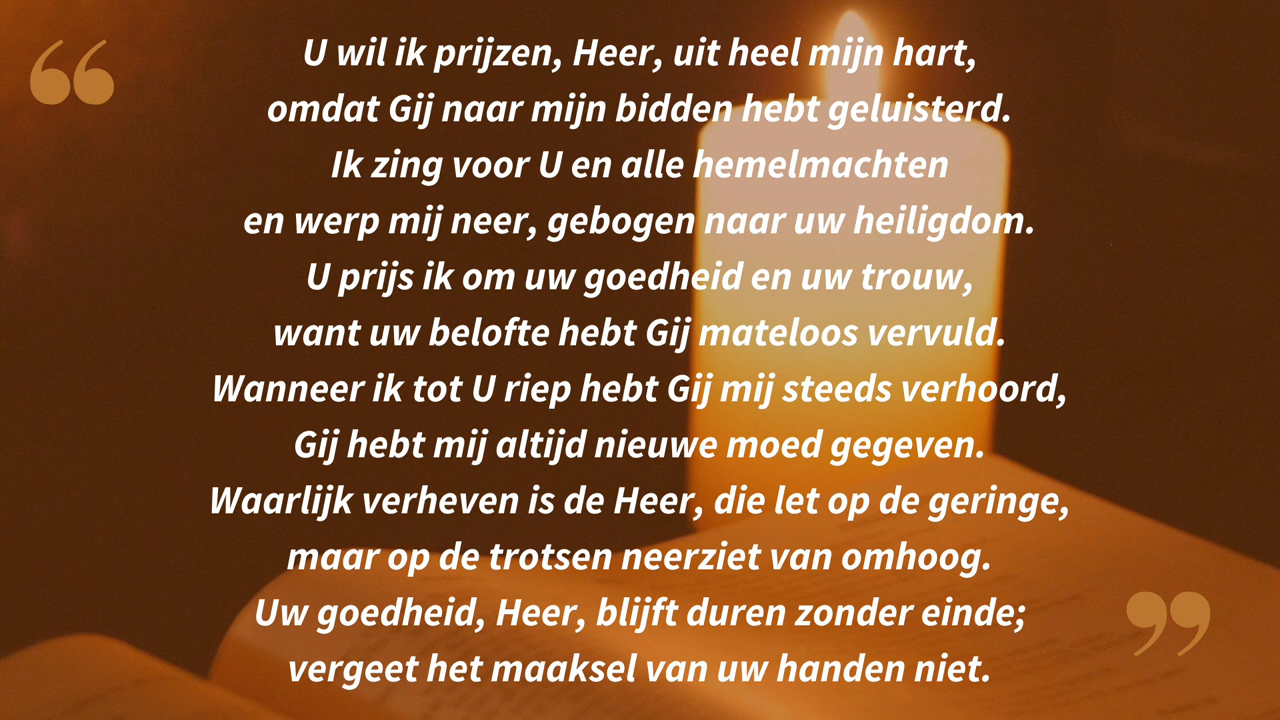 U wil ik prijzen, Heer, uit heel mijn hart,
omdat Gij naar mijn bidden hebt geluisterd.
Ik zing voor U en alle hemelmachten
en werp mij neer, gebogen naar uw heiligdom.
U prijs ik om uw goedheid en uw trouw,
want uw belofte hebt Gij mateloos vervuld.
Wanneer ik tot U riep hebt Gij mij steeds verhoord,
Gij hebt mij altijd nieuwe moed gegeven.
Waarlijk verheven is de Heer, die let op de geringe,
maar op de trotsen neerziet van omhoog.
Uw goedheid, Heer, blijft duren zonder einde;
vergeet het maaksel van uw handen niet.